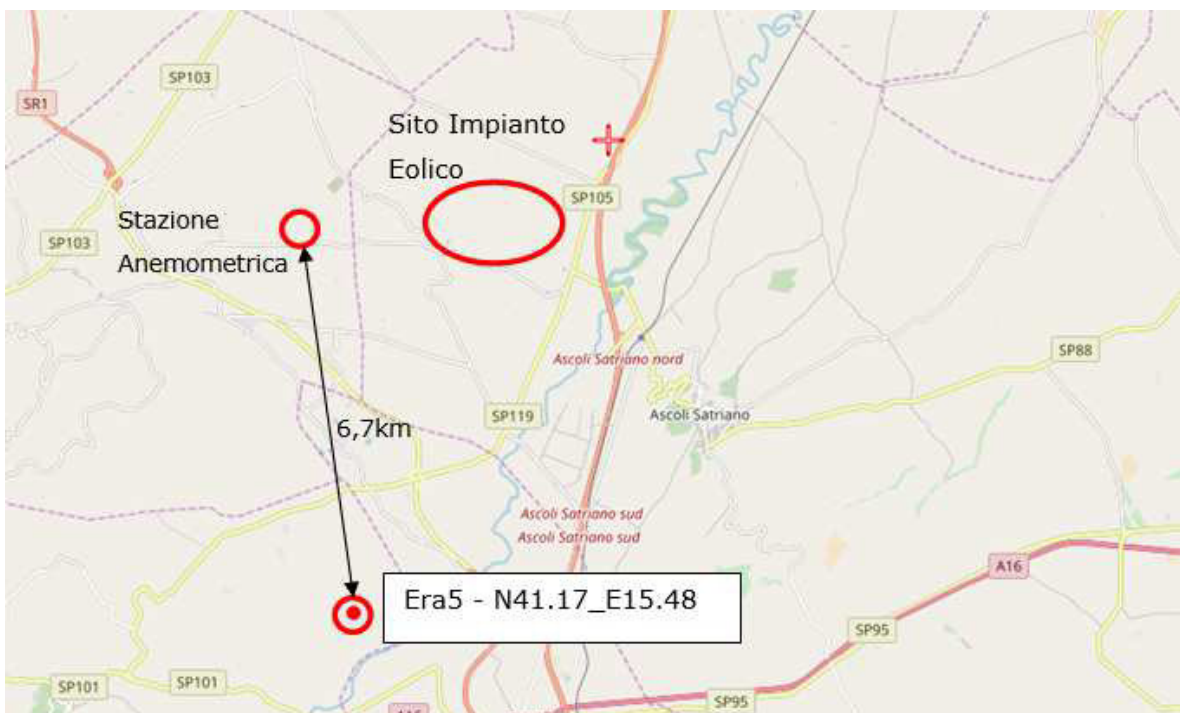 SP103
SR1
Sito Impianto
Eolico
SP105
Stazione
SP103
Anemometrica
Ascoli Satriano nord
SP88
SP119
Ascoli Satriano
6,7km
Ascoli Satriano sud
Ascoli Satriano sud
A16
Era5 - N41.17_E15.48
SP95
SP101
SP101
SP95